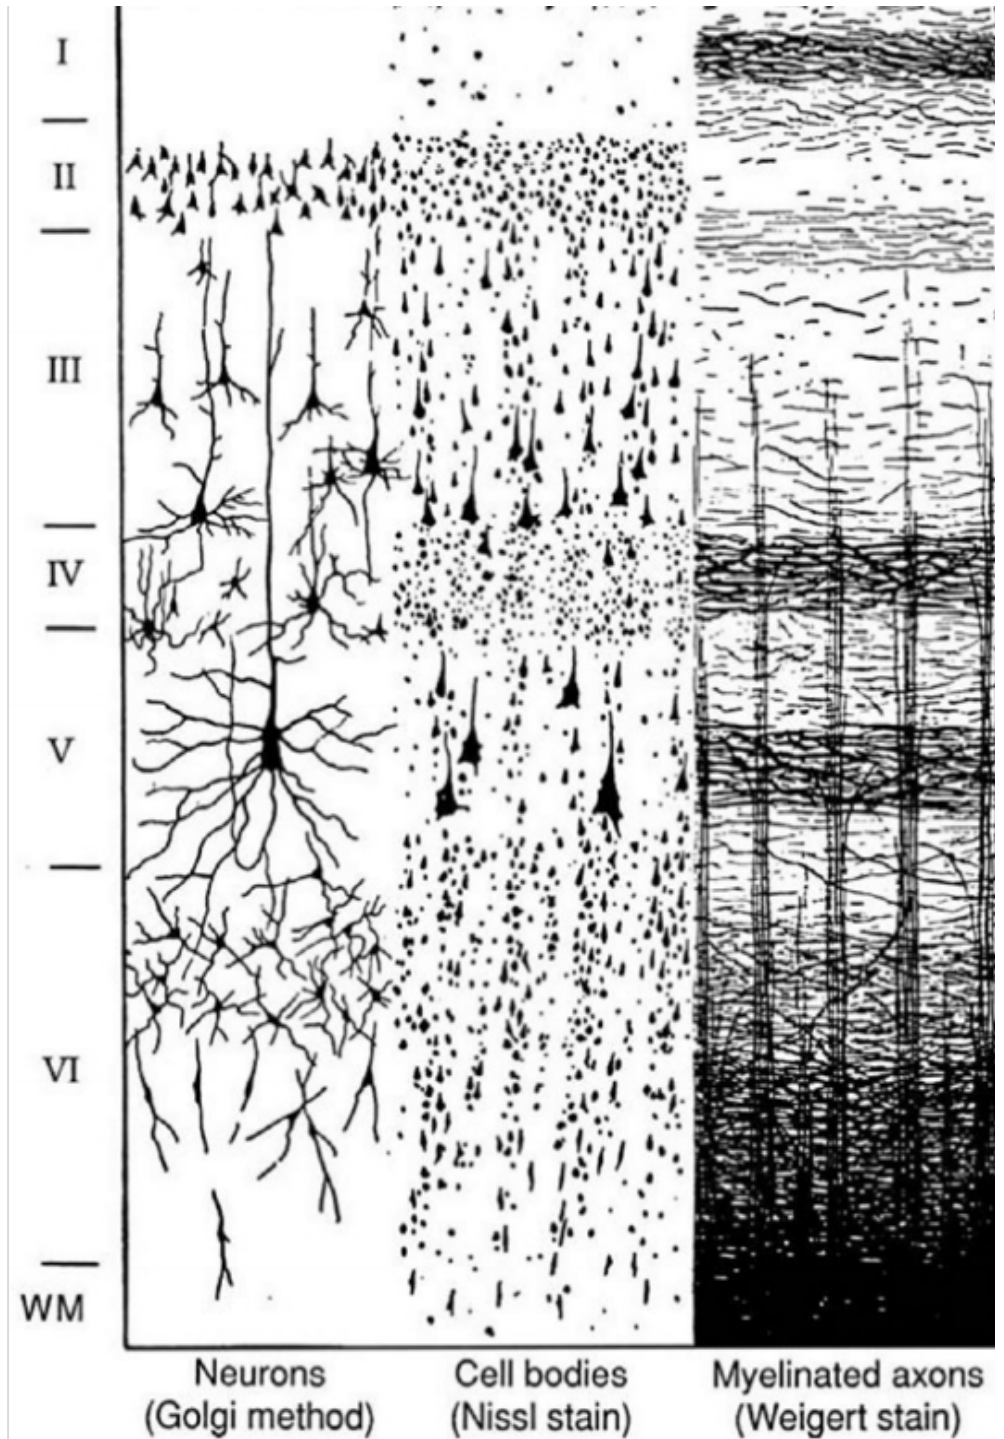 I
II
III
IV
V
VI
WM
Neurons
(Golgi method)
Cell bodies
(Nissl stain)
Myelinated axons
(Weigert stain)